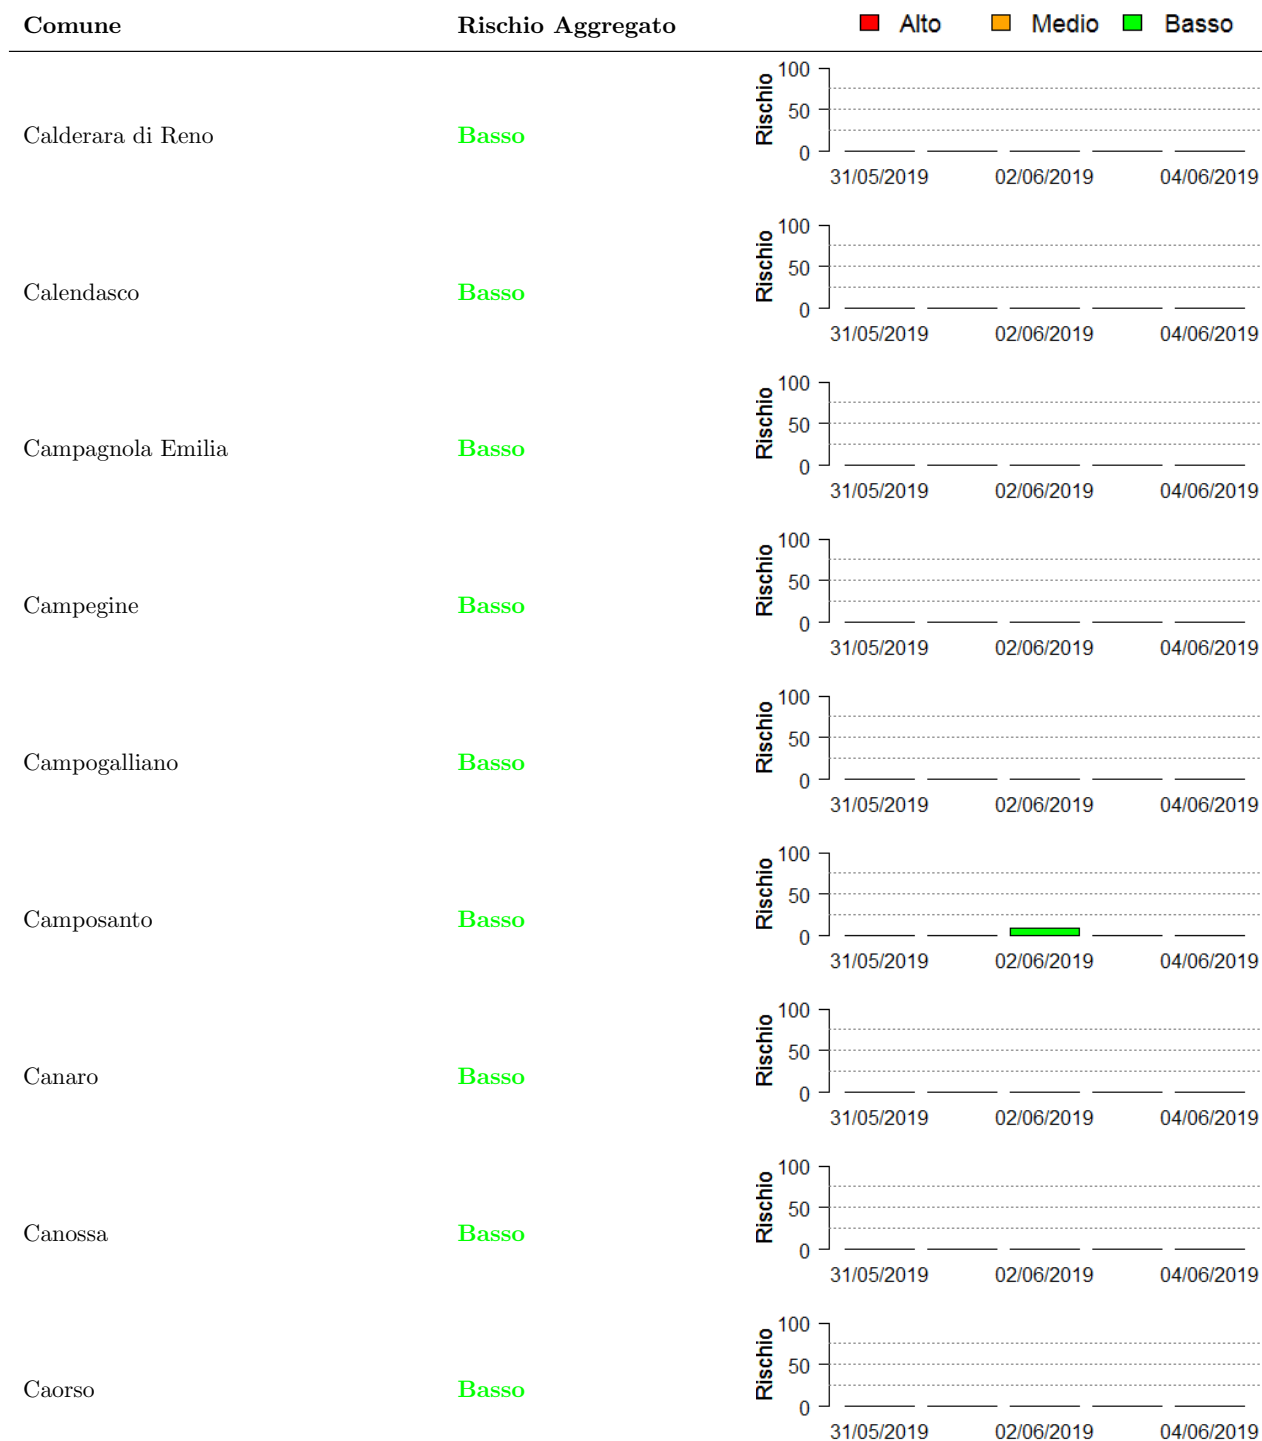 Comune Rischio Aggregato Alto Medio Basso
100
50
0
Rischio
Calderara di Reno Basso
31/05/2019 02/06/2019 04/06/2019
100
50
0
Rischio
Calendasco Basso
31/05/2019 02/06/2019 04/06/2019
100
50
0
Rischio
Campagnola Emilia Basso
31/05/2019 02/06/2019 04/06/2019
100
50
0
Rischio
Campegine Basso
31/05/2019 02/06/2019 04/06/2019
100
50
0
Rischio
Campogalliano Basso
31/05/2019 02/06/2019 04/06/2019
100
50
0
Rischio
Camposanto Basso
31/05/2019 02/06/2019 04/06/2019
100
50
0
Rischio
Canaro Basso
31/05/2019 02/06/2019 04/06/2019
100
50
0
Rischio
Canossa Basso
31/05/2019 02/06/2019 04/06/2019
100
50
0
Rischio
Caorso Basso
31/05/2019 02/06/2019 04/06/2019